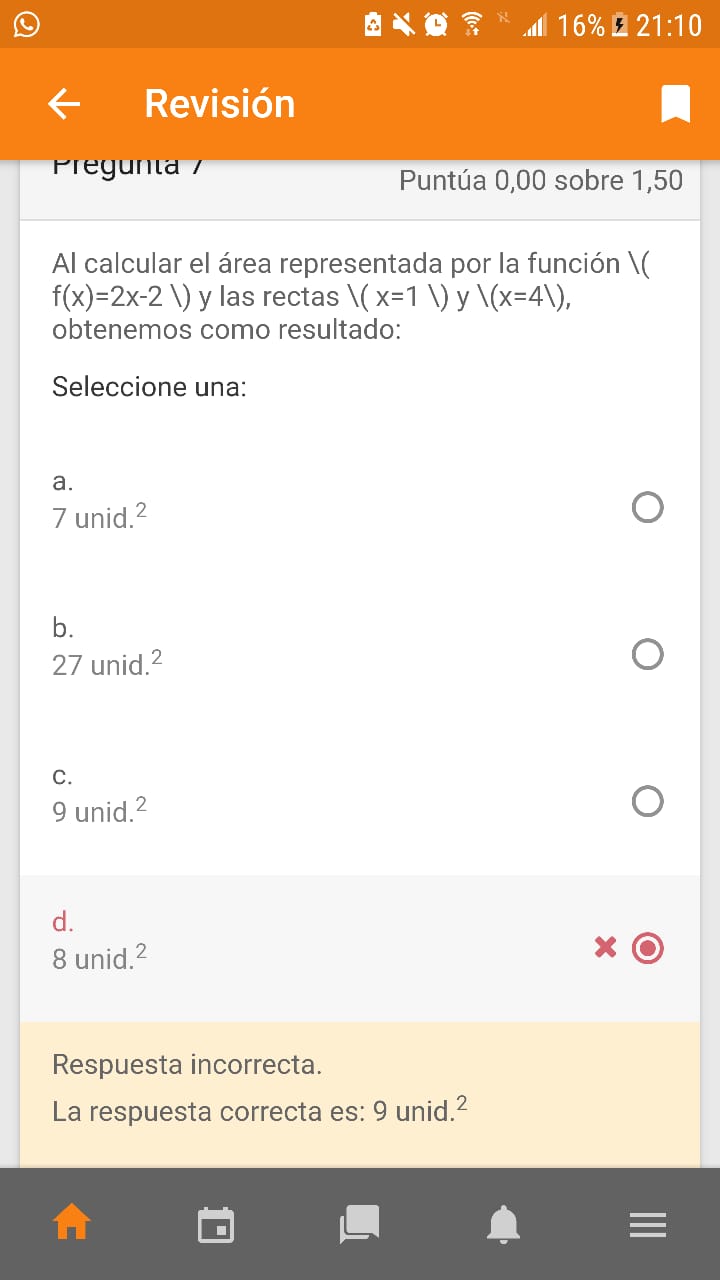 16% 21:10
Revisión
Pregunta 7
Puntúa 0,00 sobre 1,50
Al calcular el área representada por la función \(
f(x)=2x-2 \) y las rectas \( x=1 \) y \(x=4\),
obtenemos como resultado:
Seleccione una:
a.
7 unid.²
b.
27 unid.²
c.
9 unid.²
d.
8 unid.²
Respuesta incorrecta.
La respuesta correcta es: 9 unid.²